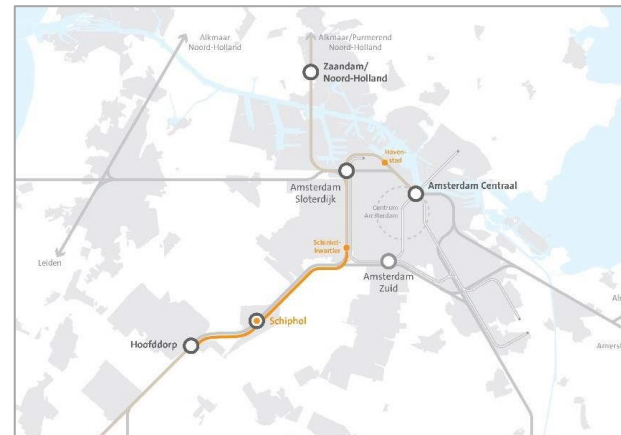 Alkmaar
Noord-Holland
Alkmaar/Purmerend
Noord-Holland
Zaandam/
Noord-Holland
Haven-
stad
Amsterdam
Sloterdijk
Amsterdam Centraal
Centrum
Amsterdam
Schinkel-
kwartier
Leiden
Amsterdam
Zuid
Schiphol
Hoofddorp